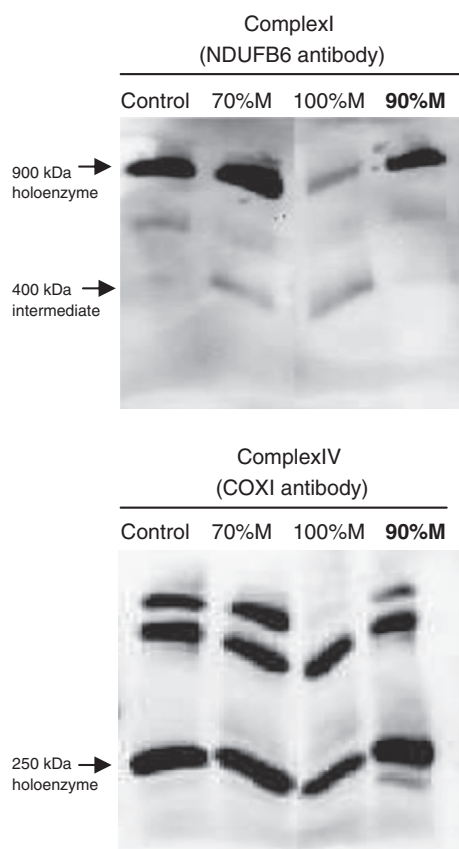 ComplexI
(NDUFB6 antibody)
Control 70%M 100%M 90%M
900 kDa
holoenzyme
400 kDa
intermediate
ComplexIV
(COXI antibody)
Control 70%M 100%M 90%M
250 kDa
holoenzyme